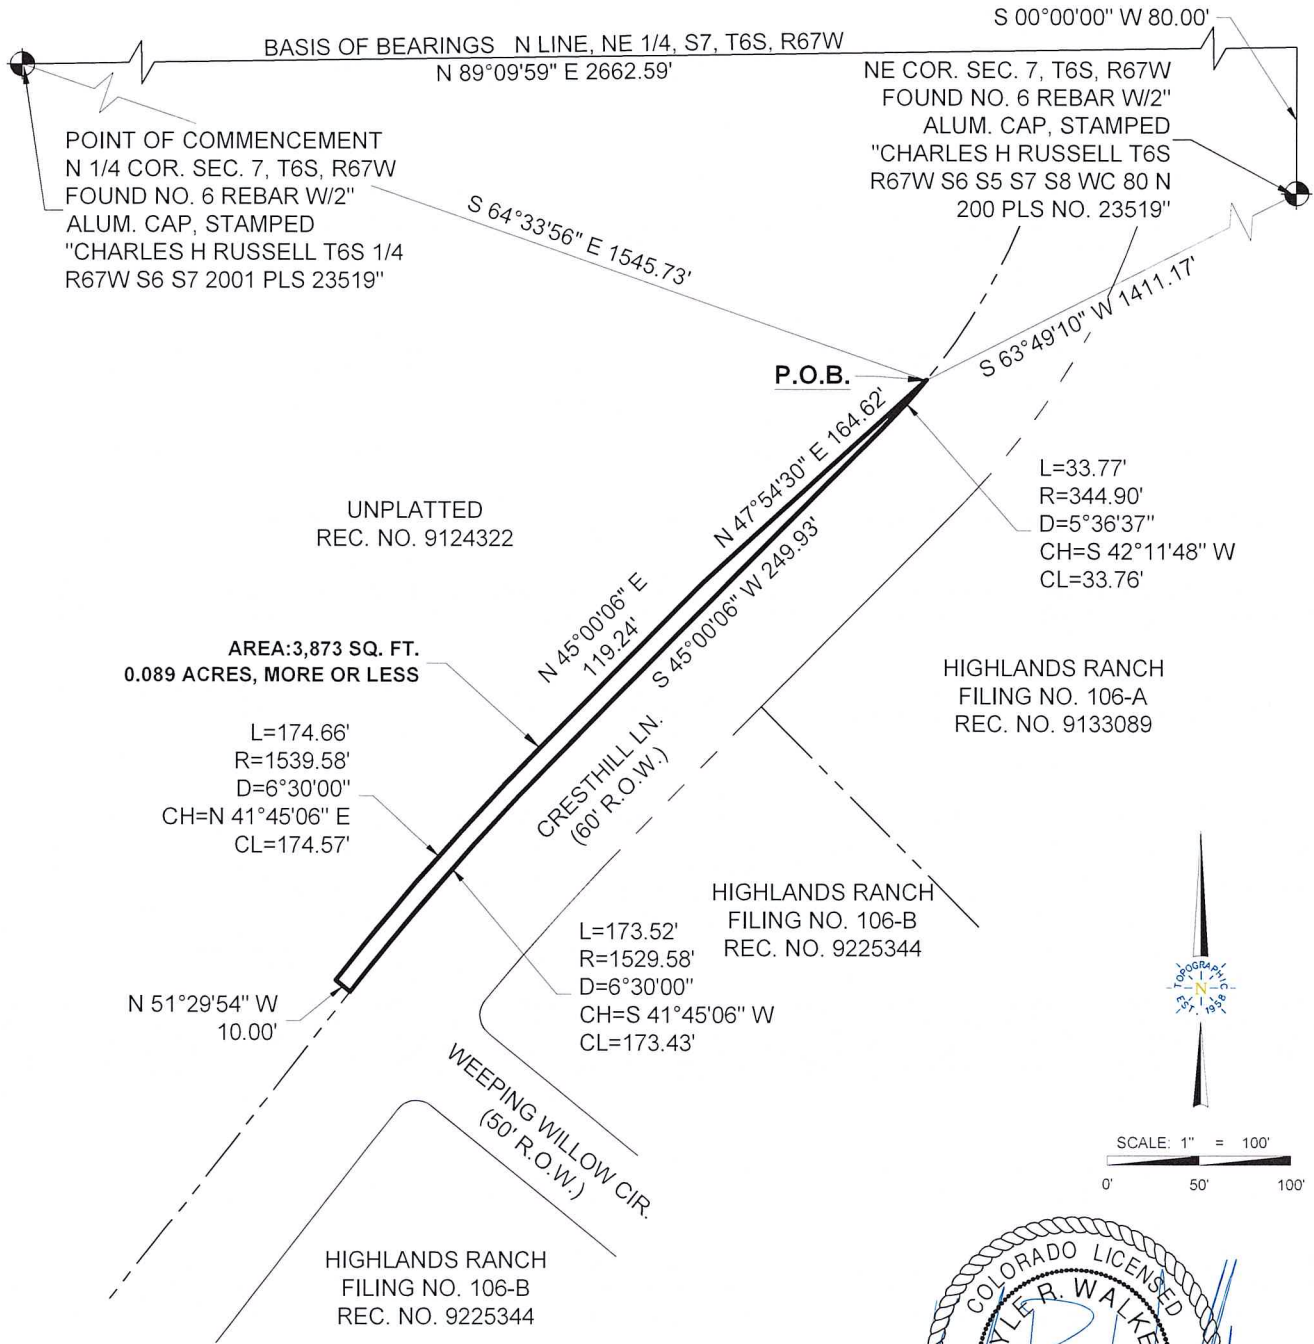 S 00°00'00" W 80.00'
BASIS OF BEARINGS N LINE, NE 1/4, S7, T6S, R67W
N 89°09'59" E 2662.59'
NE COR. SEC. 7, T6S, R67W
FOUND NO. 6 REBAR W/2"
ALUM. CAP, STAMPED
"CHARLES H RUSSELL T6S
R67W S6 S5 S7 S8 WC 80 N
200 PLS NO. 23519"
POINT OF COMMENCEMENT
N 1/4 COR. SEC. 7, T6S, R67W
FOUND NO. 6 REBAR W/2"
ALUM. CAP, STAMPED
"CHARLES H RUSSELL T6S 1/4
R67W S6 S7 2001 PLS 23519"
S 64°33'56" E 1545.73'
S 63°49'10" W 1411.17'
P.O.B.
N 47°54'30" E 164.62'
L=33.77'
R=344.90'
D=5°36'37"
CH=S 42°11'48" W
CL=33.76'
UNPLATTED
REC. NO. 9124322
N 45°00'06" E
119.24'
S 45°00'06" W 249.93'
AREA:3,873 SQ. FT.
0.089 ACRES, MORE OR LESS
HIGHLANDS RANCH
FILING NO. 106-A
REC. NO. 9133089
L=174.66'
R=1539.58'
D=6°30'00"
CH=N 41°45'06" E
CL=174.57'
CRESTHILL LN.
(60' R.O.W.)
HIGHLANDS RANCH
FILING NO. 106-B
REC. NO. 9225344
L=173.52'
R=1529.58'
D=6°30'00"
CH=S 41°45'06" W
CL=173.43'
N 51°29'54" W
10.00'
TOPOGRAPHIC
N
EST. 1958
WEEPING WILLOW CIR.
(50' R.O.W.)
SCALE: 1" = 100'
0' 50' 100'
HIGHLANDS RANCH
FILING NO. 106-B
REC. NO. 9225344
COLORADO LICENSED
YLE R. WALKE